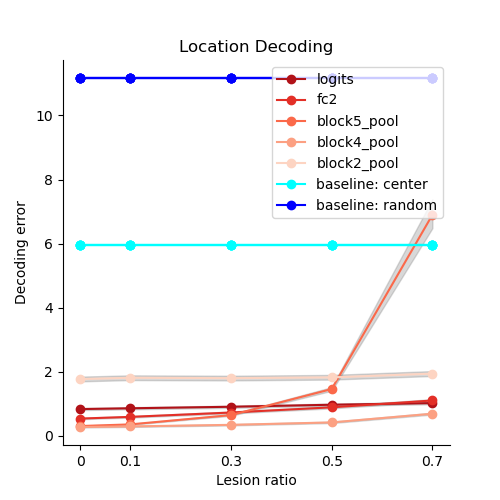 Location Decoding
logits
fc2
block5_pool
block4_pool
block2_pool
baseline: center
baseline: random
Decoding error
10
8
6
4
2
0
0
0.1
0.3
0.5
0.7
Lesion ratio